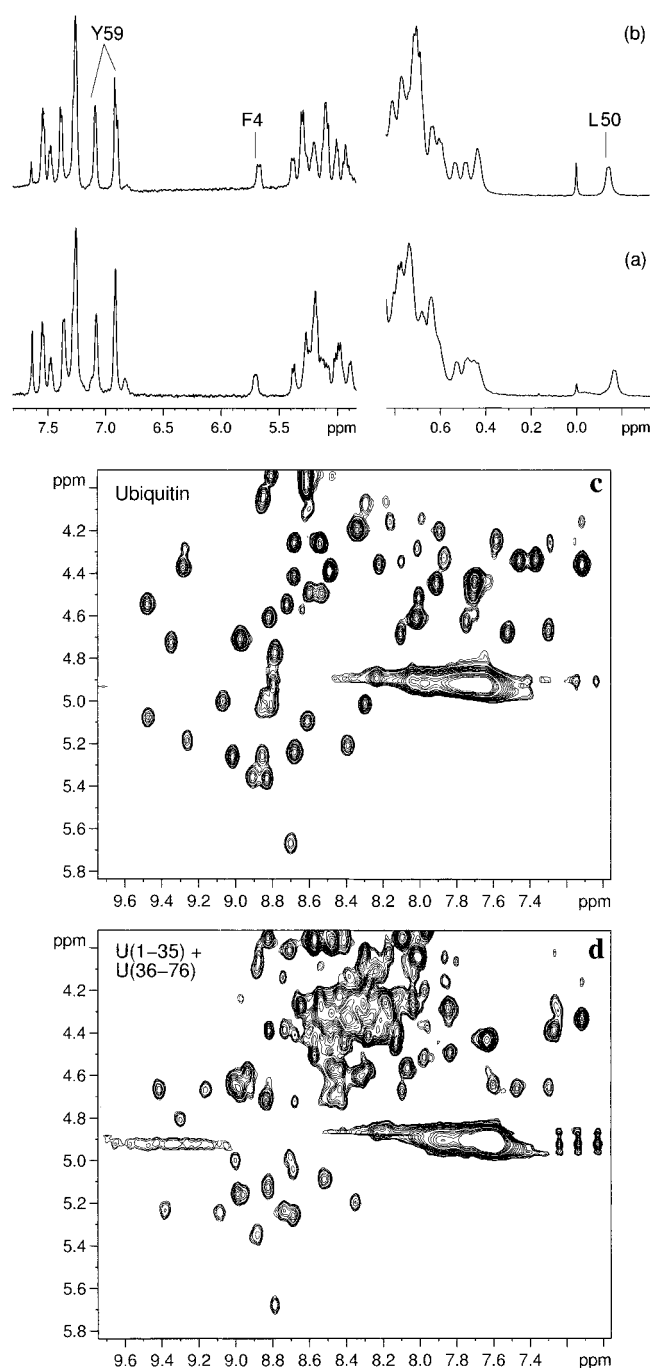 Y59
F4
L50
(b)
(a)
7.5 7.0 6.5 6.0 5.5 ppm
0.6 0.4 0.2 0.0 ppm
ppm
Ubiquitin
c
4.2
4.4
4.6
4.8
5.0
5.2
5.4
5.6
5.8
9.6 9.4 9.2 9.0 8.8 8.6 8.4 8.2 8.0 7.8 7.6 7.4 ppm
ppm
U(1–35) +
U(36–76)
d
4.2
4.4
4.6
4.8
5.0
5.2
5.4
5.6
5.8
9.6 9.4 9.2 9.0 8.8 8.6 8.4 8.2 8.0 7.8 7.6 7.4 ppm